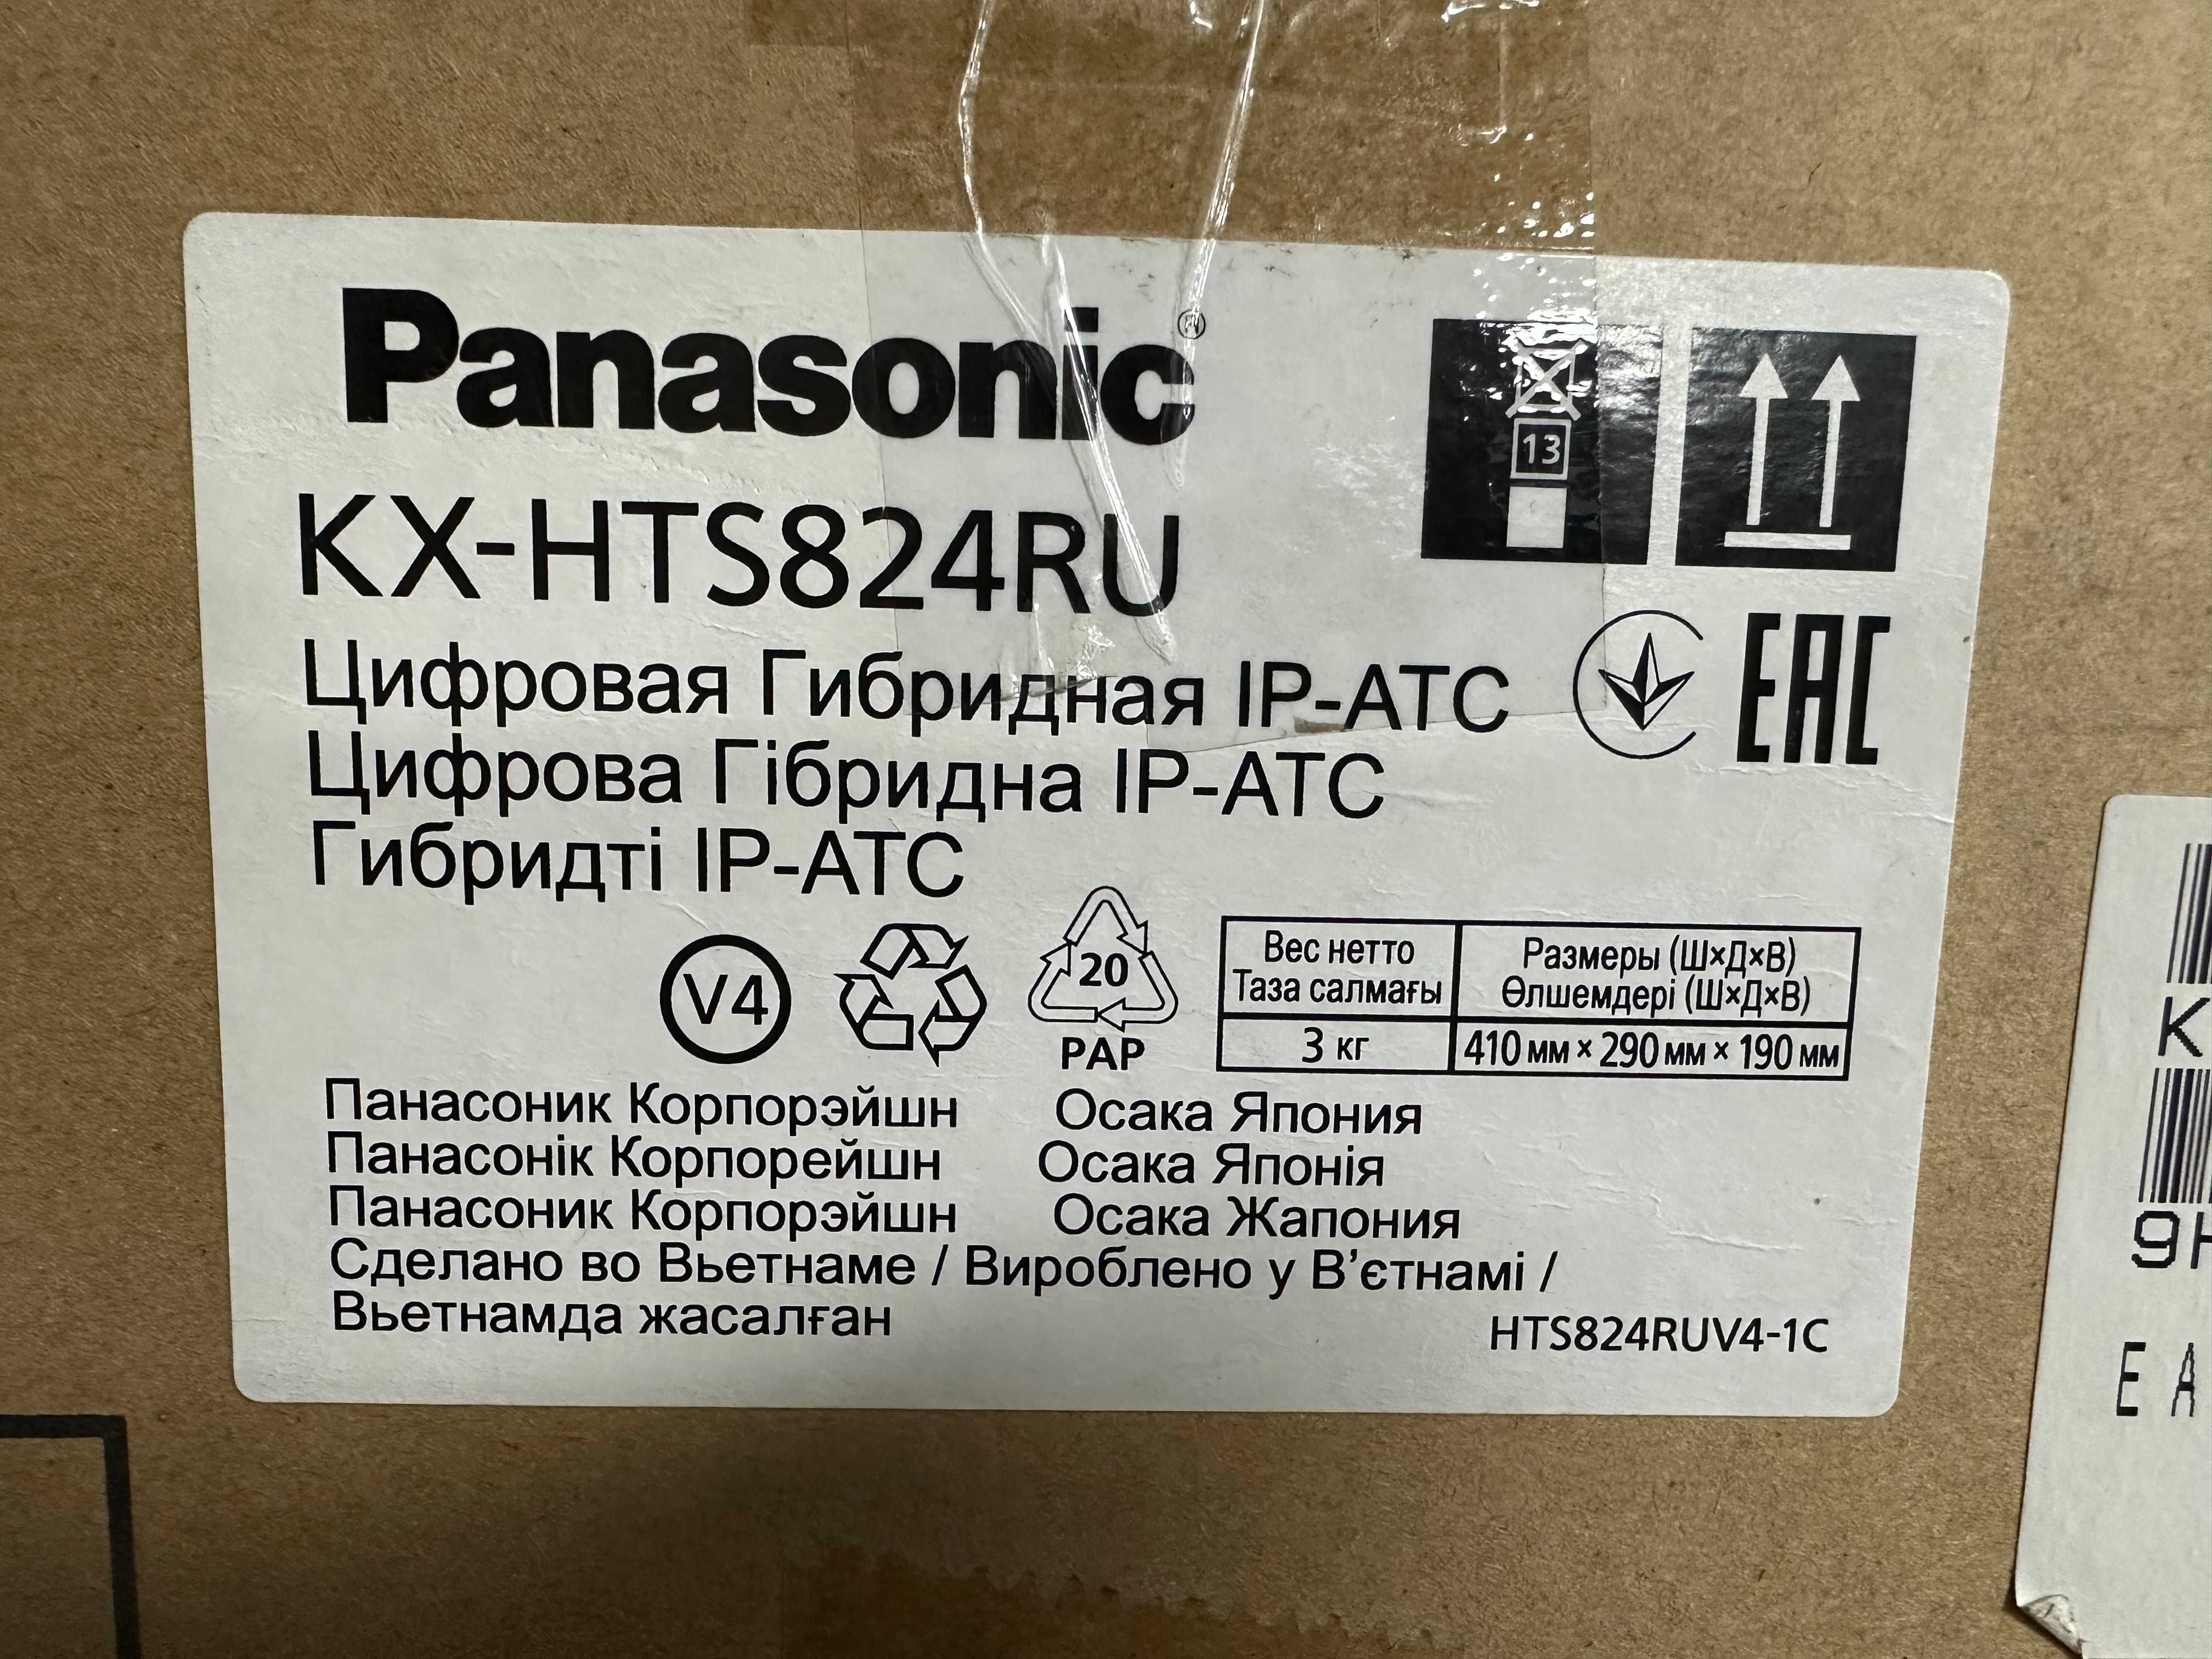 Panasonic®
KX-HTS824RU
13
Цифровая Гибридная IP-АТС
EAC
Цифрова Гібридна IP-АТС
Гибридті IP-АТС
V4
20
PAP
Вес нетто
Таза салмағы
Размеры (Ш×Д×В)
Өлшемдері (Ш×Д×В)
3 кг
410 мм × 290 мм × 190 мм
Панасоник Корпорэйшн Осака Япония
Панасонік Корпорейшн Осака Японія
Панасоник Корпорэйшн Осака Жапония
Сделано во Вьетнаме / Вироблено у В’єтнамі /
Вьетнамда жасалған
HTS824RUV4-1C
K
9H
E A